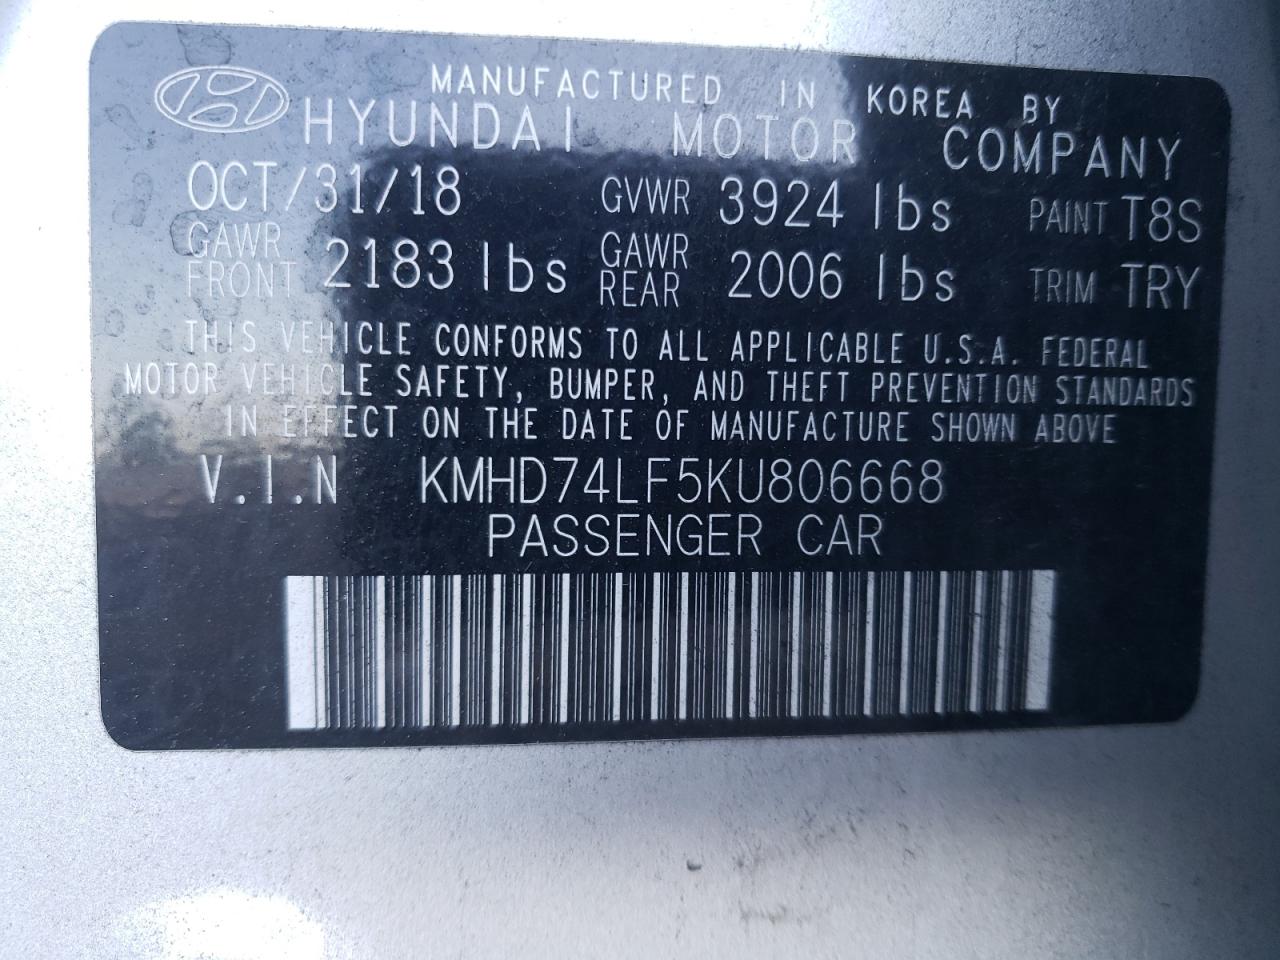 MANUFACTURED IN KOREA BY
HYUNDAI MOTOR COMPANY
OCT/31/18 GVWR 3924 lbs PAINT T8S
GAWR FRONT 2183 lbs GAWR REAR 2006 lbs TRIM TRY
THIS VEHICLE CONFORMS TO ALL APPLICABLE U.S.A. FEDERAL
MOTOR VEHICLE SAFETY, BUMPER, AND THEFT PREVENTION STANDARDS
IN EFFECT ON THE DATE OF MANUFACTURE SHOWN ABOVE
V.I.N KMHD74LF5KU806668
PASSENGER CAR